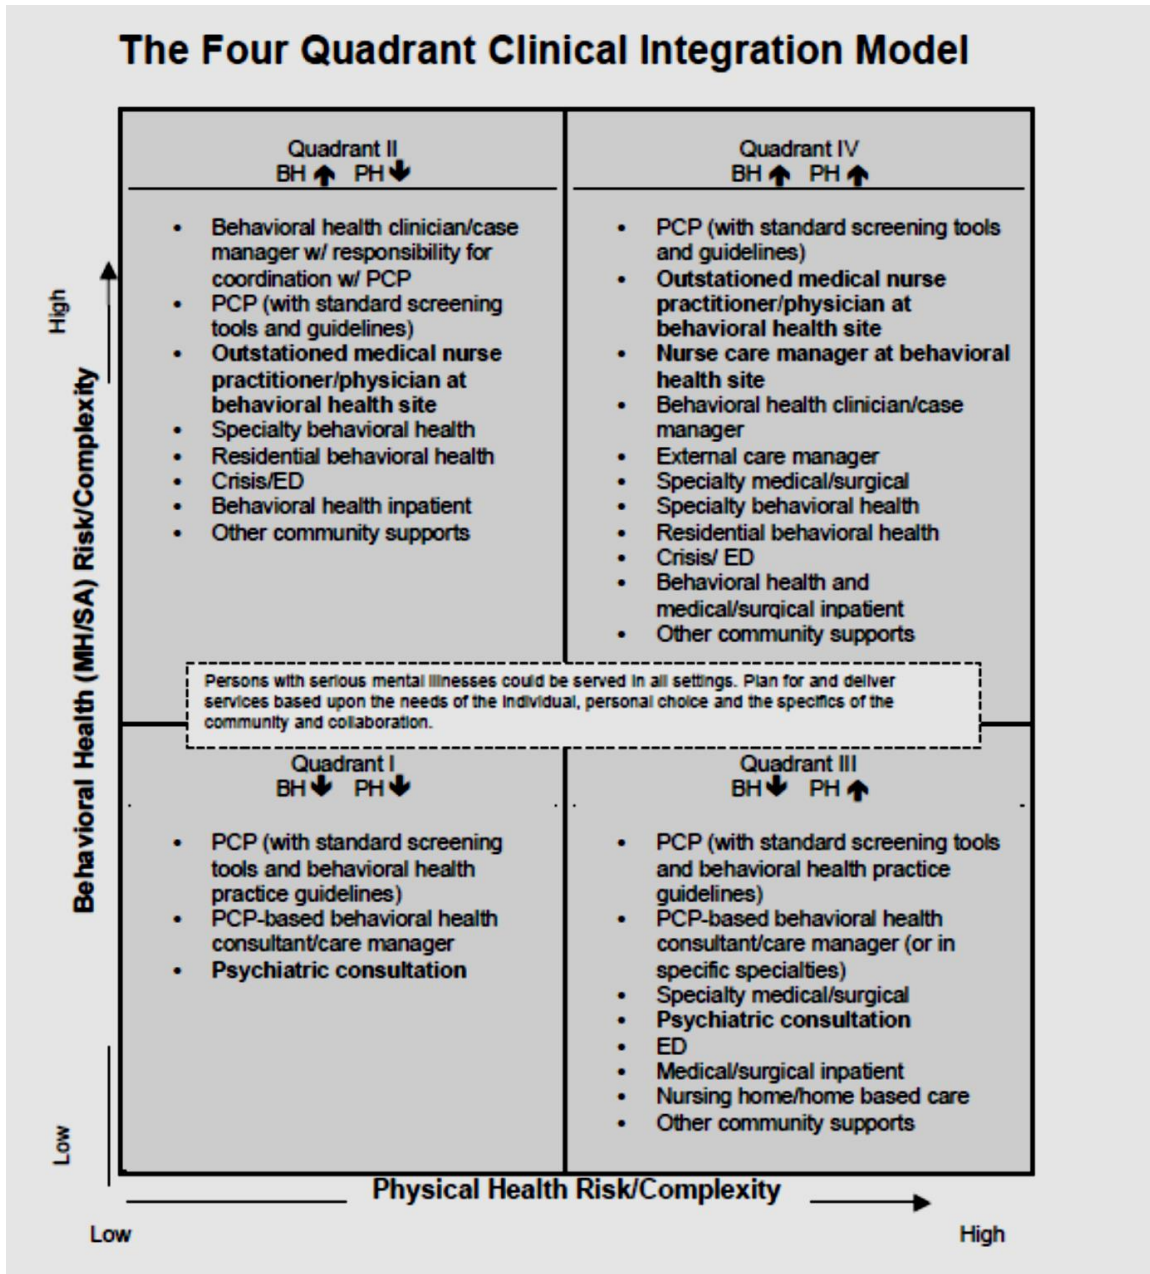 The Four Quadrant Clinical Integration Model
Quadrant II
BH ↑ PH ↓
• Behavioral health clinician/case
manager w/ responsibility for
coordination w/ PCP
• PCP (with standard screening
tools and guidelines)
• Outstationed medical nurse
practitioner/physician at
behavioral health site
• Specialty behavioral health
• Residential behavioral health
• Crisis/ED
• Behavioral health inpatient
• Other community supports
Quadrant IV
BH ↑ PH ↑
• PCP (with standard screening tools
and guidelines)
• Outstationed medical nurse
practitioner/physician at
behavioral health site
• Nurse care manager at behavioral
health site
• Behavioral health clinician/case
manager
• External care manager
• Specialty medical/surgical
• Specialty behavioral health
• Residential behavioral health
• Crisis/ ED
• Behavioral health and
medical/surgical inpatient
• Other community supports
Persons with serious mental illnesses could be served in all settings. Plan for and deliver
services based upon the needs of the individual, personal choice and the specifics of the
community and collaboration.
Quadrant I
BH ↓ PH ↓
• PCP (with standard screening
tools and behavioral health
practice guidelines)
• PCP-based behavioral health
consultant/care manager
• Psychiatric consultation
Quadrant III
BH ↓ PH ↑
• PCP (with standard screening tools
and behavioral health practice
guidelines)
• PCP-based behavioral health
consultant/care manager (or in
specific specialties)
• Specialty medical/surgical
• Psychiatric consultation
• ED
• Medical/surgical inpatient
• Nursing home/home based care
• Other community supports
High
Behavioral Health (MH/SA) Risk/Complexity
Low
Physical Health Risk/Complexity
Low
High